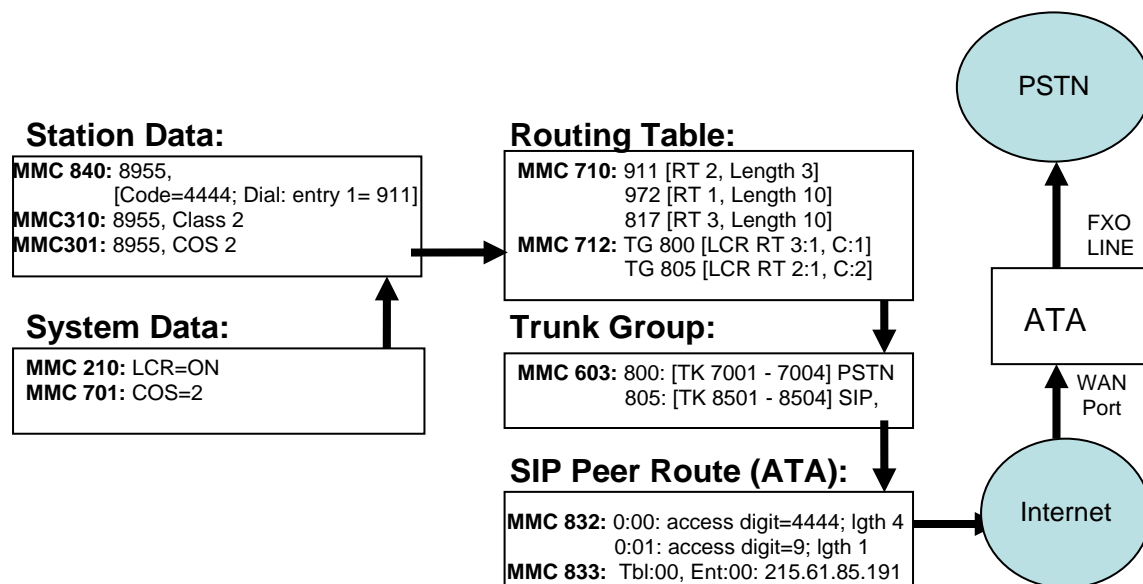 Station Data:
MMC 840: 8955,
[Code=4444; Dial: entry 1= 911]
MMC310: 8955, Class 2
MMC301: 8955, COS 2
System Data:
MMC 210: LCR=ON
MMC 701: COS=2
Routing Table:
MMC 710: 911 [RT 2, Length 3]
972 [RT 1, Length 10]
817 [RT 3, Length 10]
MMC 712: TG 800 [LCR RT 3:1, C:1]
TG 805 [LCR RT 2:1, C:2]
Trunk Group:
MMC 603: 800: [TK 7001 - 7004] PSTN
805: [TK 8501 - 8504] SIP,
SIP Peer Route (ATA):
MMC 832: 0:00: access digit=4444; lgth 4
0:01: access digit=9; lgth 1
MMC 833: Tbl:00, Ent:00: 215.61.85.191
PSTN
FXO
LINE
ATA
WAN
Port
Internet